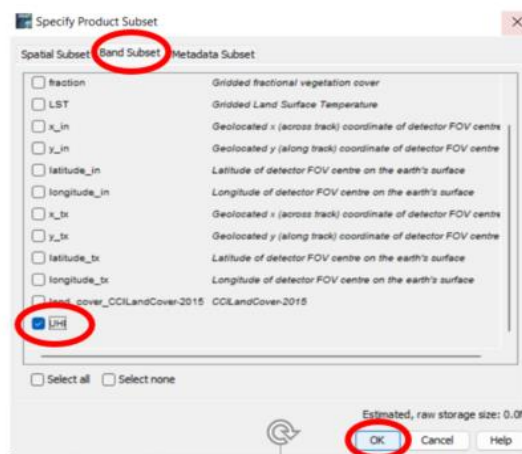 Specify Product Subset
Spatial Subset Band Subset Metadata Subset
fraction Gridded fractional vegetation cover
LST Gridded Land Surface Temperature
x_in Geolocated x (across track) coordinate of detector FOV centre
y_in Geolocated y (along track) coordinate of detector FOV centre
latitude_in Latitude of detector FOV centre on the earth's surface
longitude_in Longitude of detector FOV centre on the earth's surface
x_tx Geolocated x (across track) coordinate of detector FOV centre
y_tx Geolocated y (along track) coordinate of detector FOV centre
latitude_tx Latitude of detector FOV centre on the earth's surface
longitude_tx Longitude of detector FOV centre on the earth's surface
land_cover_CCILandCover-2015 CCILandCover-2015
UHI
Select all Select none
Estimated, raw storage size: 0.0
OK Cancel Help